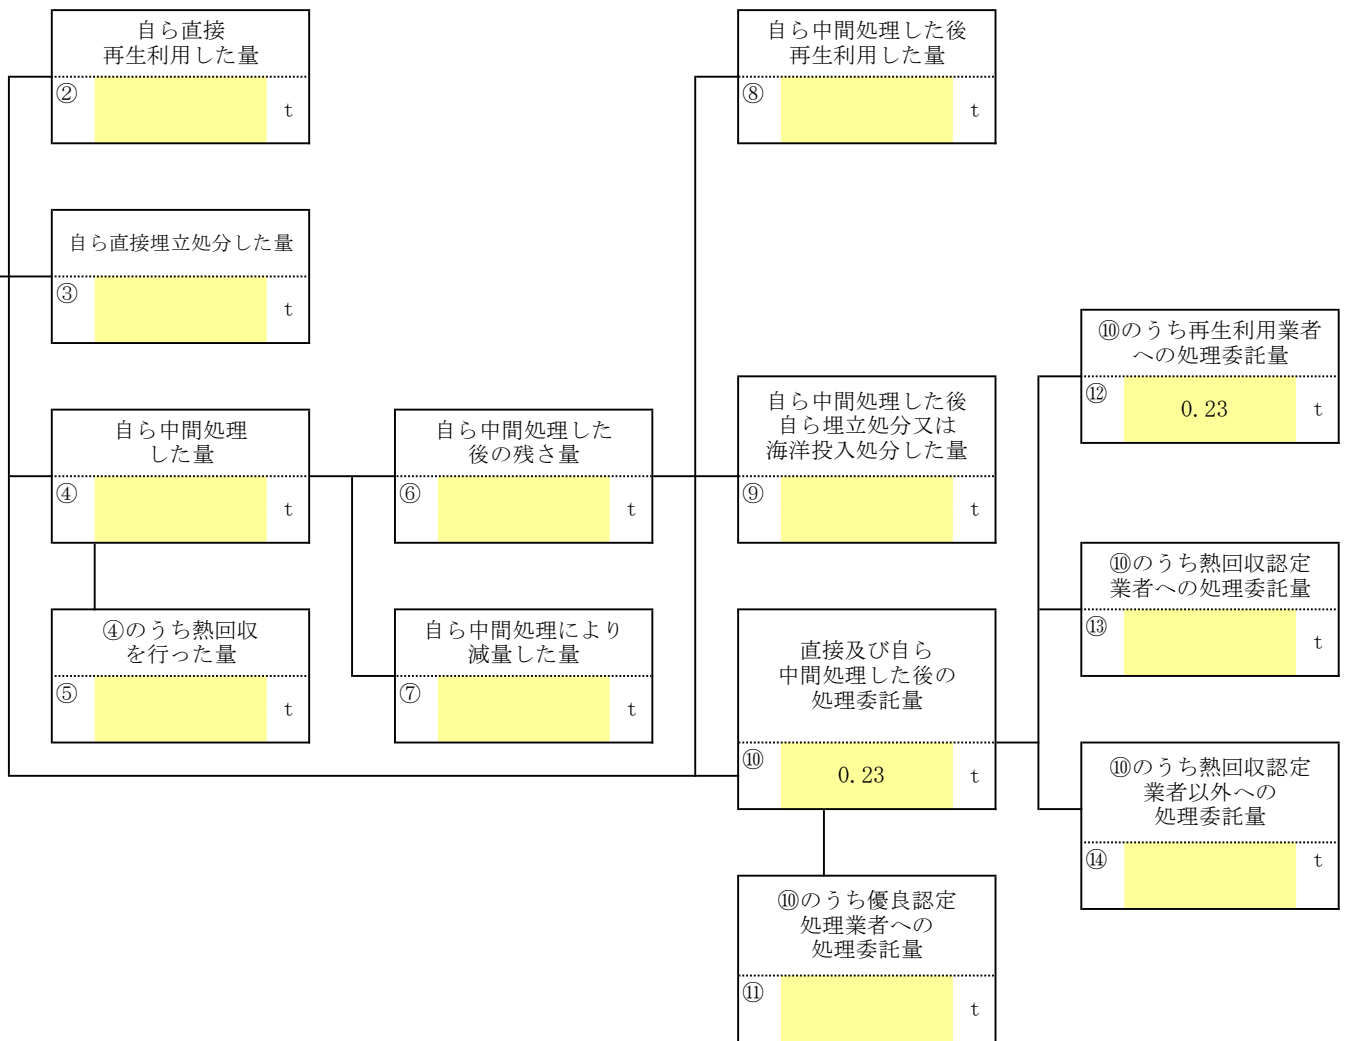 自ら直接
再生利用した量
②
t
自ら中間処理した後
再生利用した量
⑧
t
自ら直接埋立処分した量
③
t
⑩のうち再生利用業者
への処理委託量
⑫
0.23
t
自ら中間処理
した量
④
t
自ら中間処理した
後の残さ量
⑥
t
自ら中間処理した後
自ら埋立処分又は
海洋投入処分した量
⑨
t
⑩のうち熱回収認定
業者への処理委託量
⑬
t
④のうち熱回収
を行った量
⑤
t
自ら中間処理により
減量した量
⑦
t
直接及び自ら
中間処理した後の
処理委託量
⑩
0.23
t
⑩のうち熱回収認定
業者以外への
処理委託量
⑭
t
⑩のうち優良認定
処理業者への
処理委託量
⑪
t